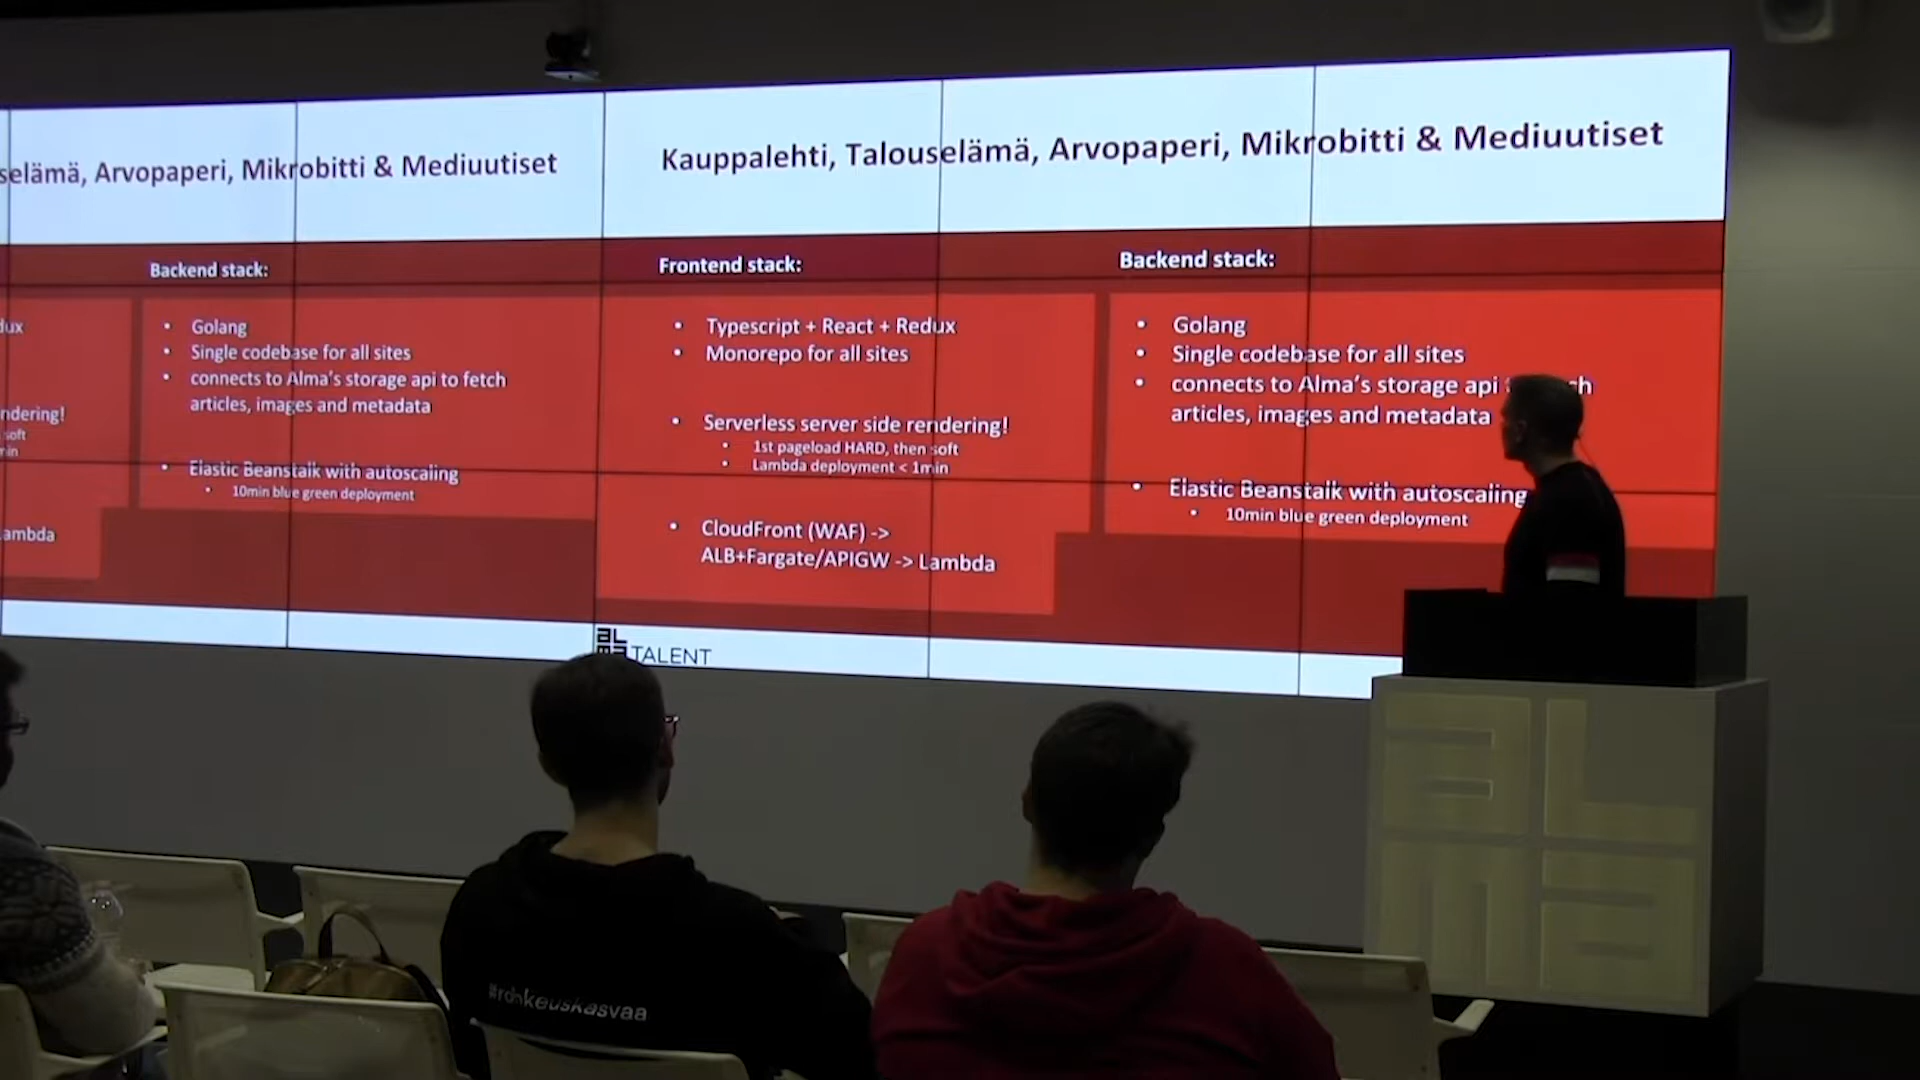 selämä, Arvopaperi, Mikrobitti & Mediuutiset
dux
ndering!
soft
min
ambda
Backend stack:
• Golang
• Single codebase for all sites
• connects to Alma's storage api to fetch
articles, images and metadata
• Elastic Beanstalk with autoscaling
• 10min blue green deployment
Kauppalehti, Talouselämä, Arvopaperi, Mikrobitti & Mediuutiset
Frontend stack:
• Typescript + React + Redux
• Monorepo for all sites
• Serverless server side rendering!
• 1st pageload HARD, then soft
• Lambda deployment < 1min
• CloudFront (WAF) ->
ALB+Fargate/APIGW -> Lambda
Backend stack:
• Golang
• Single codebase for all sites
• connects to Alma's storage api ch
articles, images and metadata
• Elastic Beanstalk with autoscaling
• 10min blue green deployment
TALENT
#rohkeuskasvaa
aL
ma